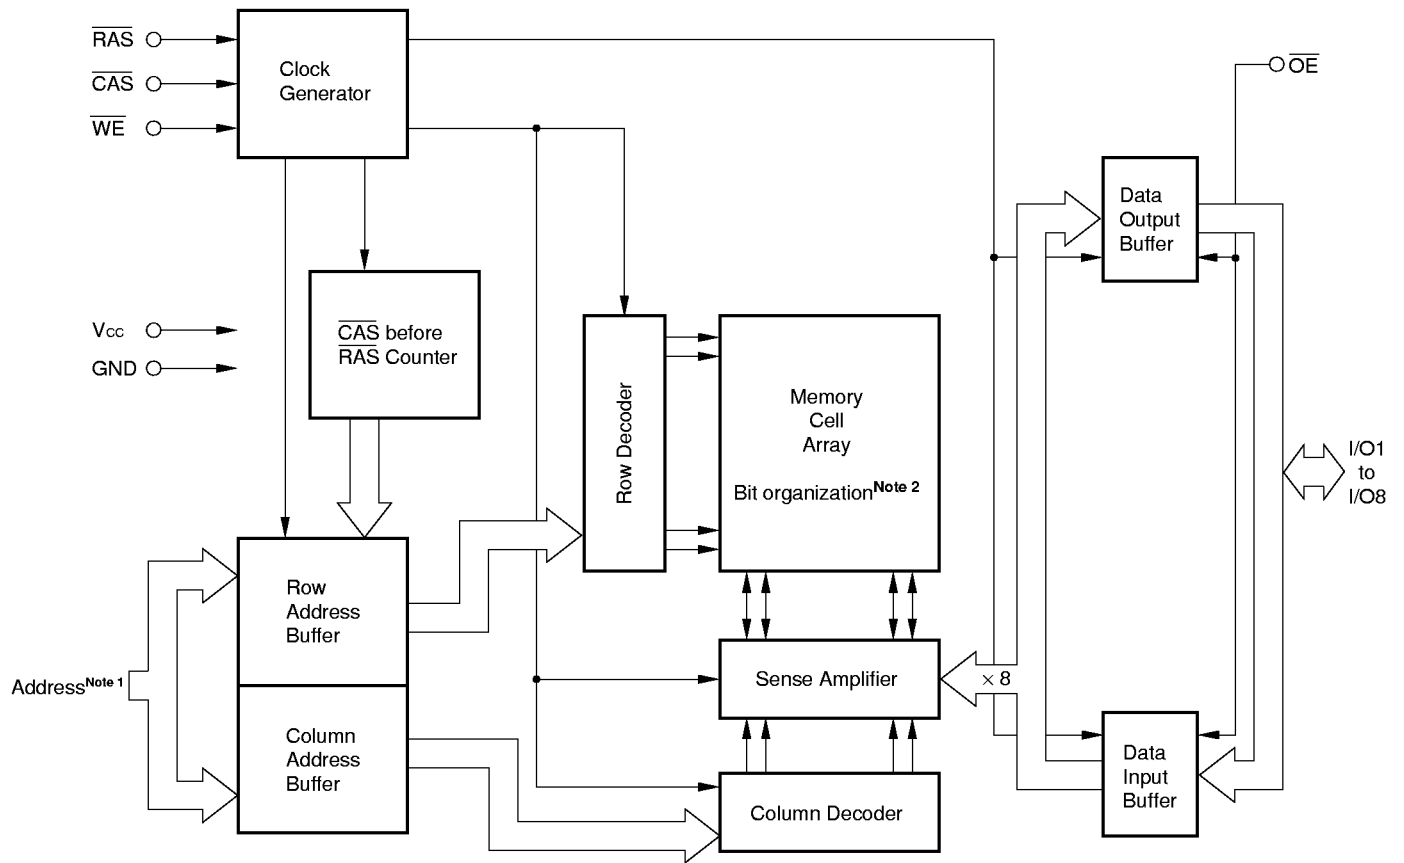 RAS
CAS
WE
Clock
Generator
OE
Data
Output
Buffer
VCC
GND
CAS before
RAS Counter
Row Decoder
Memory
Cell
Array
Bit organizationNote 2
I/O1
to
I/O8
Row
Address
Buffer
AddressNote 1
Sense Amplifier
× 8
Column
Address
Buffer
Column Decoder
Data
Input
Buffer